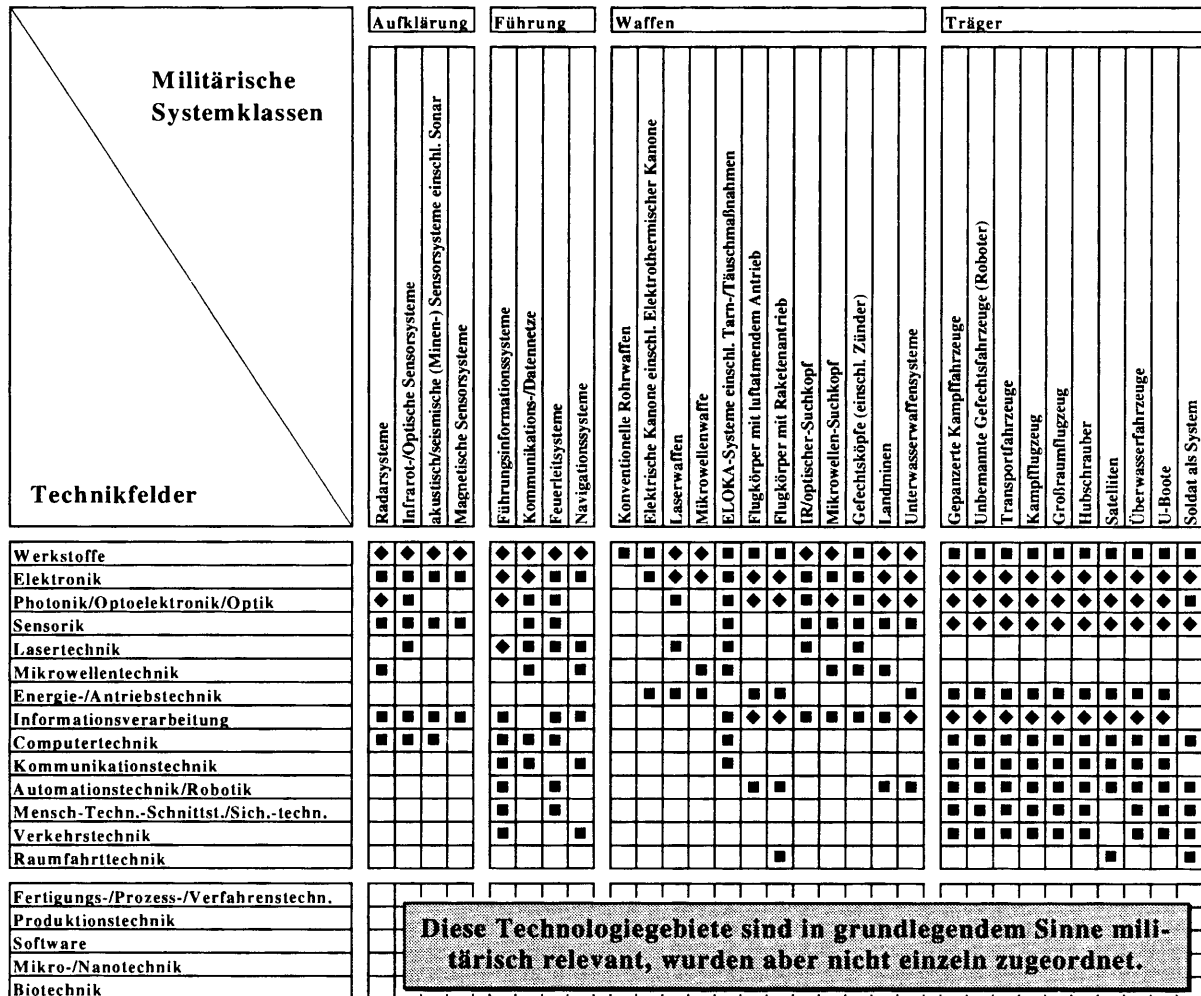 Aufklärung
Führung
Waffen
Träger
Militärische
Systemklassen
Technikfelder
Radarsysteme
Infrarot-/Optische Sensorsysteme
akustisch/seismische (Minen-) Sensorsysteme einschl. Sonar
Magnetische Sensorsysteme
Führungsinformationssysteme
Kommunikations-/Datennetze
Feuerleitsysteme
Navigationssysteme
Konventionelle Rohrwaffen
Elektrische Kanone einschl. Elektrothermischer Kanone
Laserwaffen
Mikrowellenwaffe
ELOKA-Systeme einschl. Tarn-/Täuschmaßnahmen
Flugkörper mit luftatmendem Antrieb
Flugkörper mit Raketenantrieb
IR/optischer-Suchkopf
Mikrowellen-Suchkopf
Gefechtsköpfe (einschl. Zünder)
Landminen
Unterwasserwaffensysteme
Gepanzerte Kampffahrzeuge
Unbemannte Gefechtsfahrzeuge (Roboter)
Transportfahrzeuge
Kampfflugzeug
Großraumflugzeug
Hubschrauber
Satelliten
Überwasserfahrzeuge
U-Boote
Soldat als System
Werkstoffe
Elektronik
Photonik/Optoelektronik/Optik
Sensorik
Lasertechnik
Mikrowellentechnik
Energie-/Antriebstechnik
Informationsverarbeitung
Computertechnik
Kommunikationstechnik
Automationstechnik/Robotik
Mensch-Techn.-Schnittst./Sich.-techn.
Verkehrstechnik
Raumfahrttechnik
Fertigungs-/Prozess-/Verfahrenstechn.
Produktionstechnik
Software
Mikro-/Nanotechnik
Biotechnik
Diese Technologiegebiete sind in grundlegendem Sinne mili-
tärisch relevant, wurden aber nicht einzeln zugeordnet.